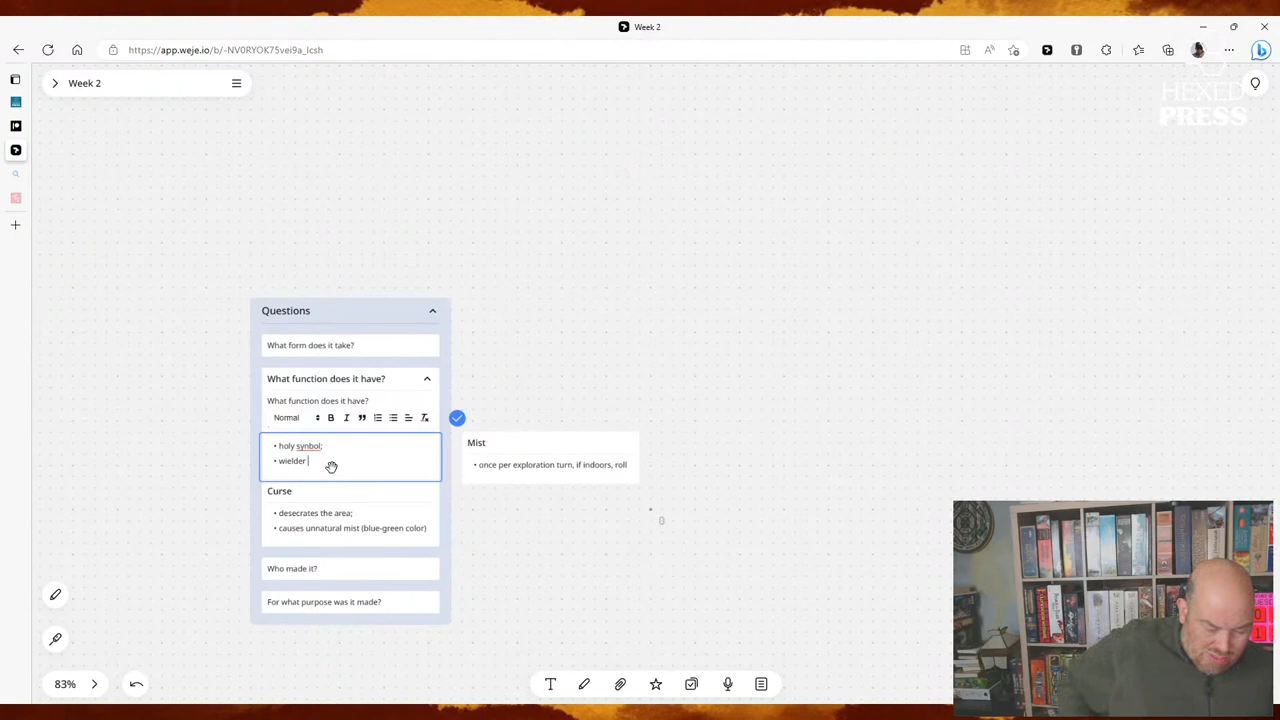 Week 2
https://app.weje.io/b/-NV0RYOK75vei9a_lcsh
Week 2
HEXED
PRESS
Questions
What form does it take?
What function does it have?
What function does it have?
Normal
• holy synbol;
• wielder
Curse
• desecrates the area;
• causes unnatural mist (blue-green color)
Who made it?
For what purpose was it made?
Mist
• once per exploration turn, if indoors, roll
83%